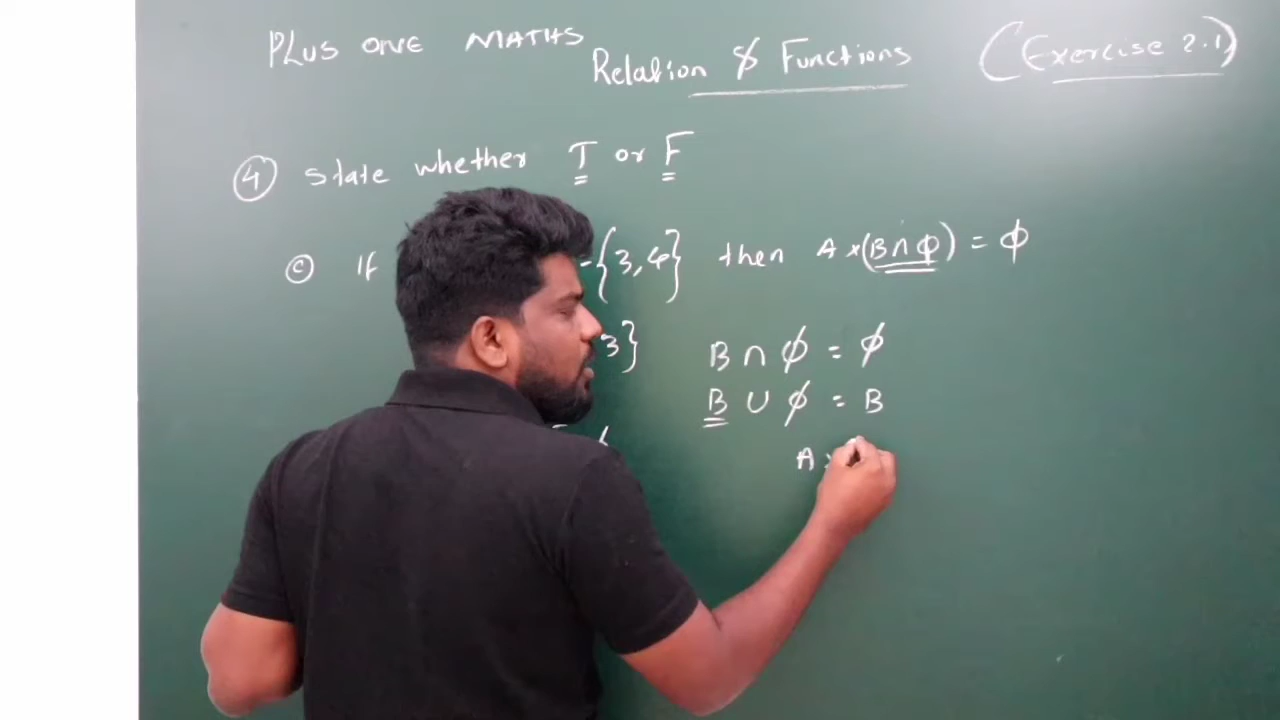 PLUS ONE MATHS
Relation & Functions (Exercise 2.1)
④ State whether T or F
ⓒ If = {3,4} then A × (B ∩ φ) = φ
3} B ∩ φ = φ
B ∪ φ = B
A ×